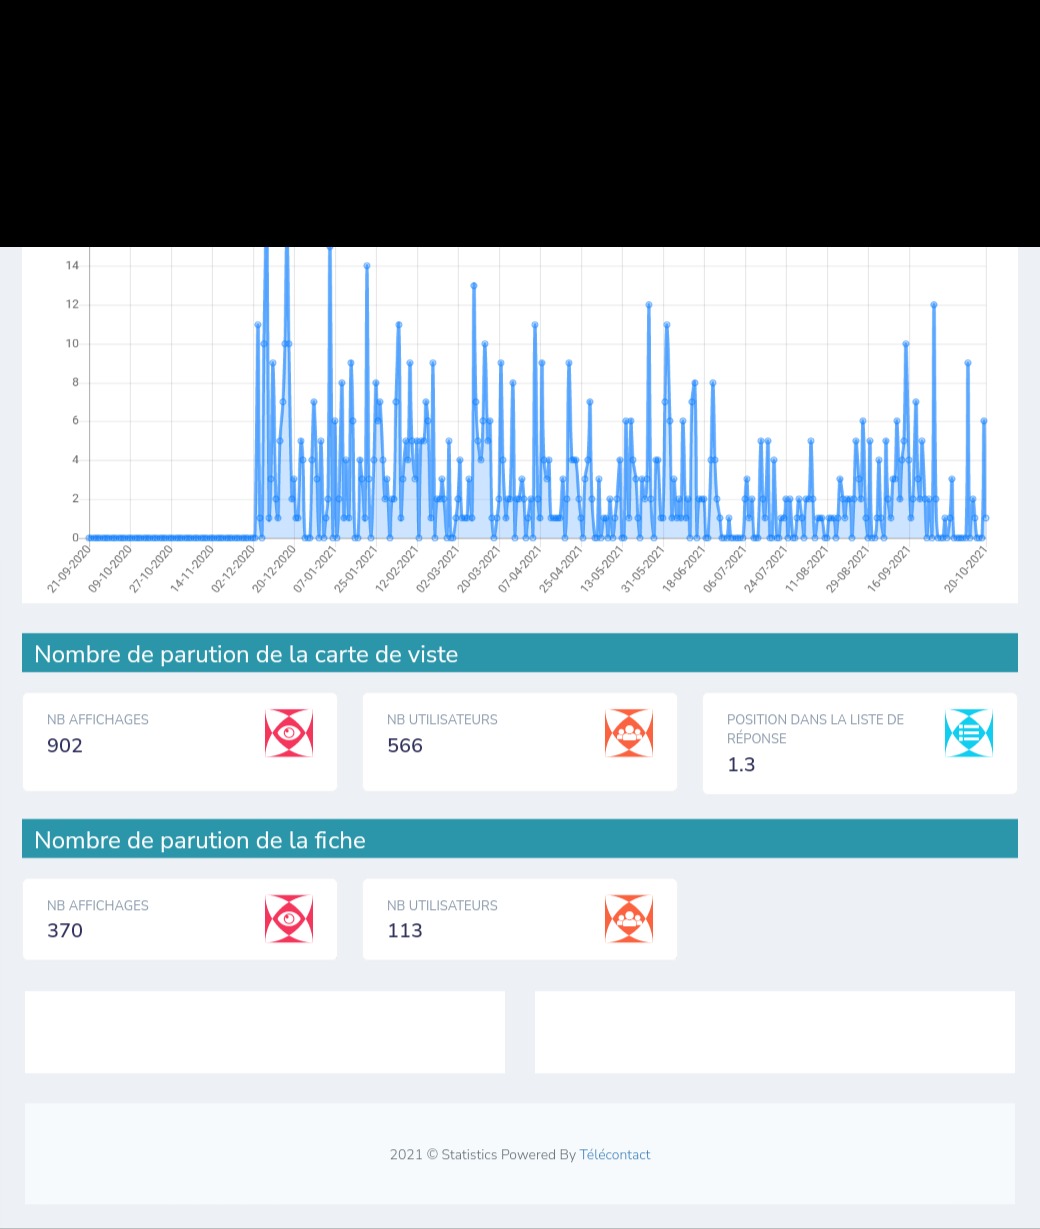 14
12
10
8
6
4
2
0
21-09-2020 09-10-2020 27-10-2020 14-11-2020 02-12-2020 20-12-2020 07-01-2021 25-01-2021 12-02-2021 02-03-2021 20-03-2021 07-04-2021 25-04-2021 13-05-2021 31-05-2021 18-06-2021 06-07-2021 24-07-2021 11-08-2021 29-08-2021 16-09-2021 20-10-2021
Nombre de parution de la carte de viste
NB AFFICHAGES
902
NB UTILISATEURS
566
POSITION DANS LA LISTE DE
RÉPONSE
1.3
Nombre de parution de la fiche
NB AFFICHAGES
370
NB UTILISATEURS
113
2021 © Statistics Powered By Télécontact